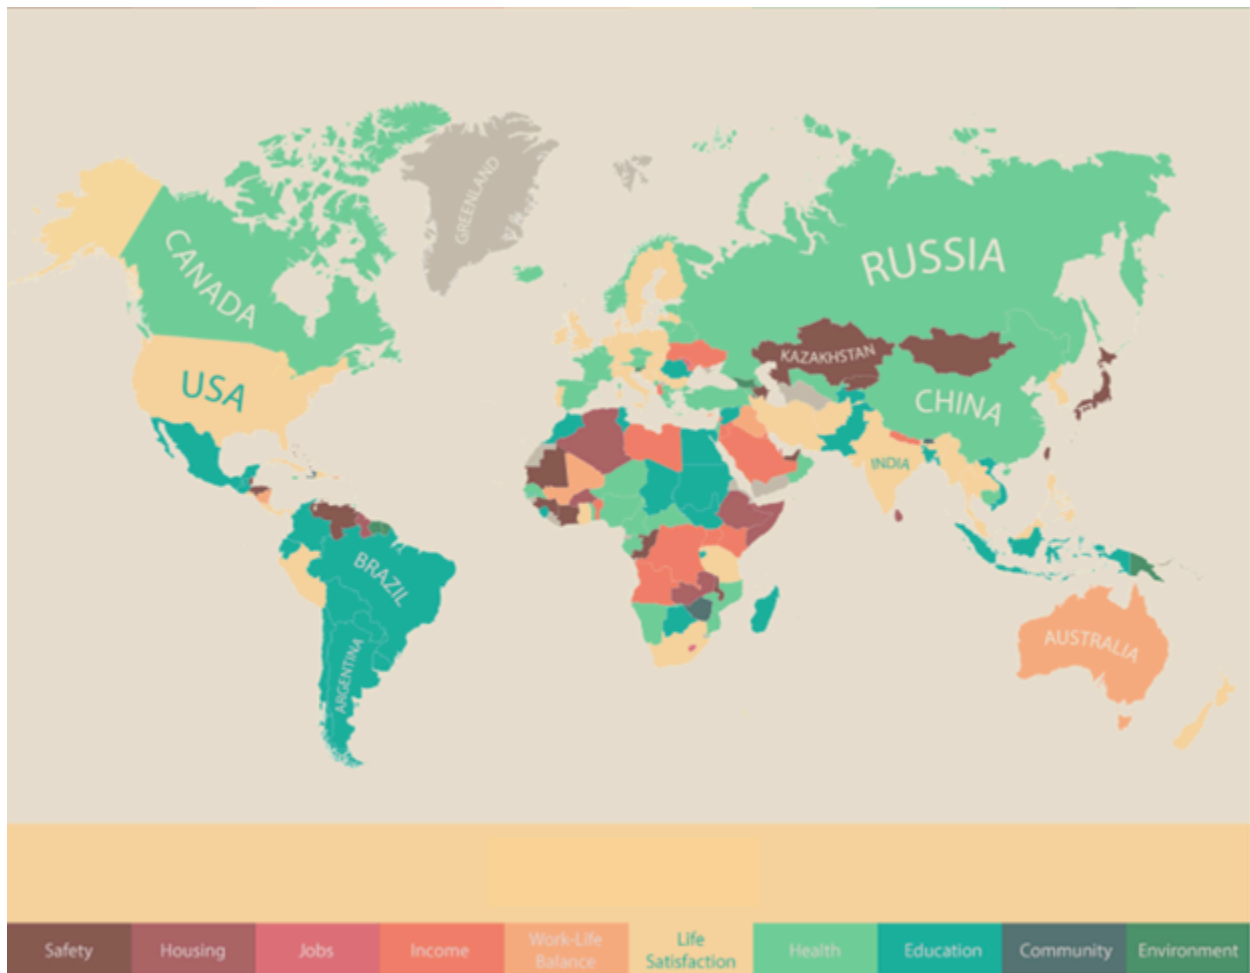 GREENLAND
CANADA
RUSSIA
KAZAKHSTAN
USA
CHINA
INDIA
BRAZIL
AUSTRALIA
ARGENTINA
Safety
Housing
Jobs
Income
Work-Life
Balance
Life
Satisfaction
Health
Education
Community
Environment